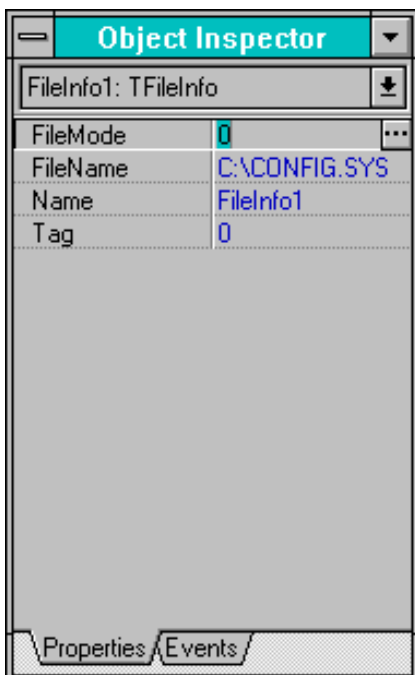 Object Inspector
FileInfo1: TFileInfo
FileMode 0 ...
FileName C:\CONFIG.SYS
Name FileInfo1
Tag 0
Properties Events